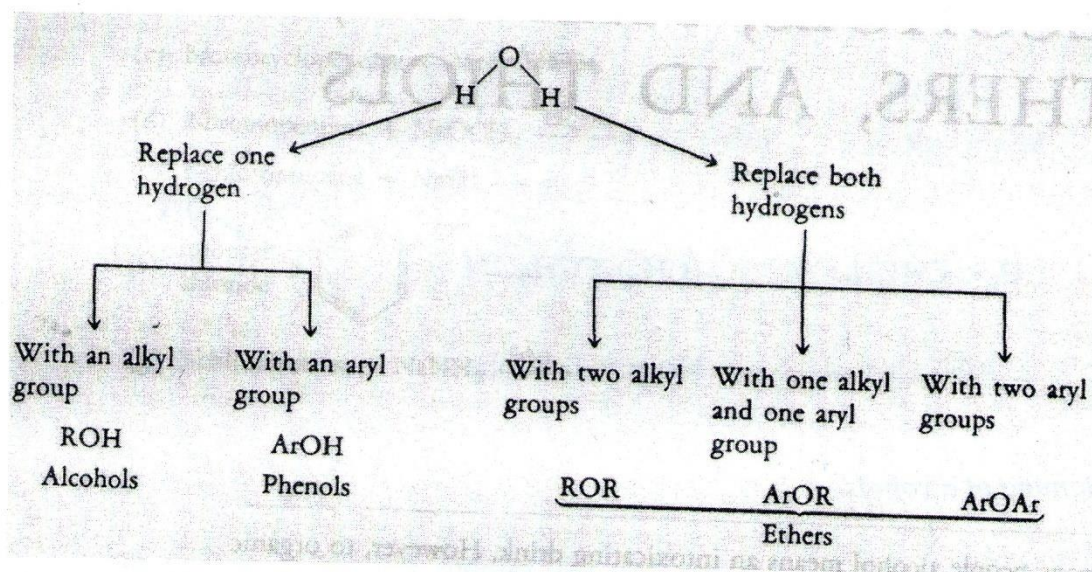 O
H H
Replace one
hydrogen
Replace both
hydrogens
With an alkyl
group
ROH
Alcohols
With an aryl
group
ArOH
Phenols
With two alkyl
groups
ROR
With one alkyl
and one aryl
group
ArOR
With two aryl
groups
ArOAr
Ethers
THERS, AND THIOLS
people alcohol means an intoxicating drink. However, to organic